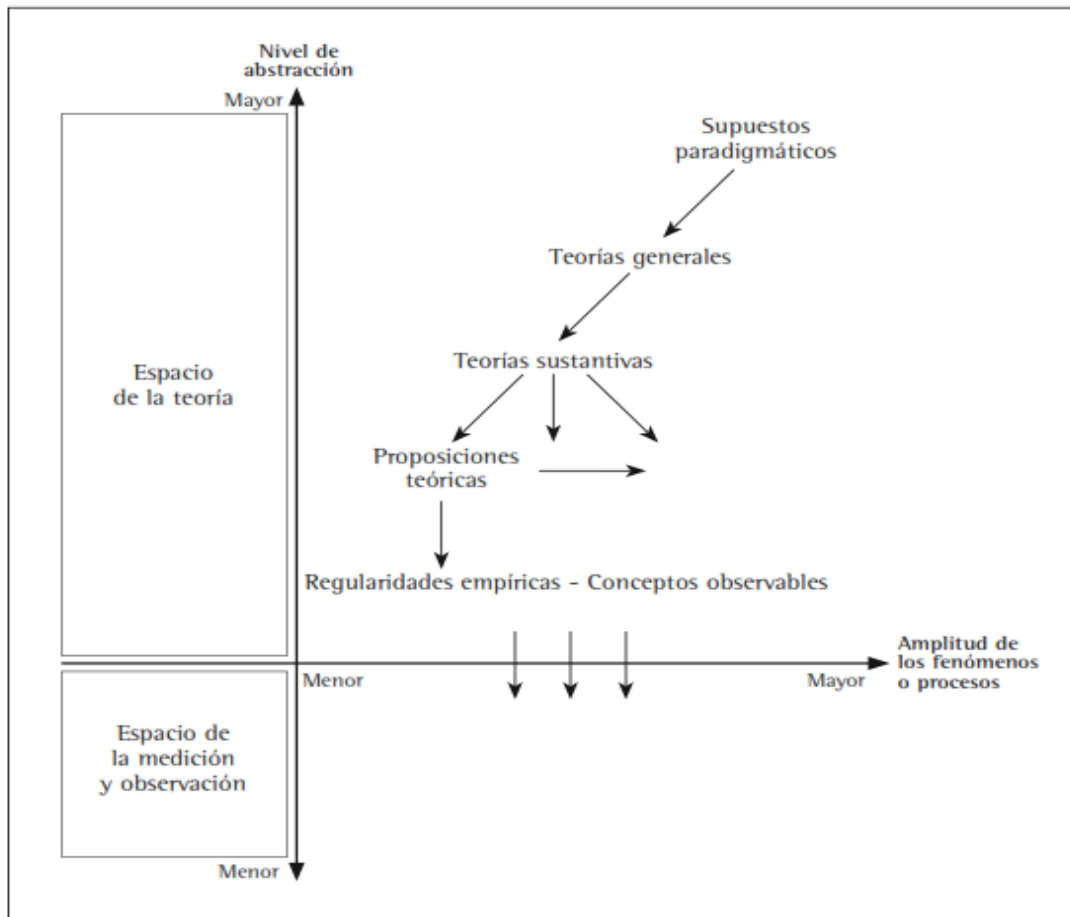 Nivel de
abstracción
Mayor
Supuestos
paradigmáticos
Teorías generales
Teorías sustantivas
Espacio
de la teoría
Proposiciones
teóricas
Regularidades empíricas – Conceptos observables
Menor
Mayor
Amplitud de
los fenómenos
o procesos
Espacio de
la medición
y observación
Menor